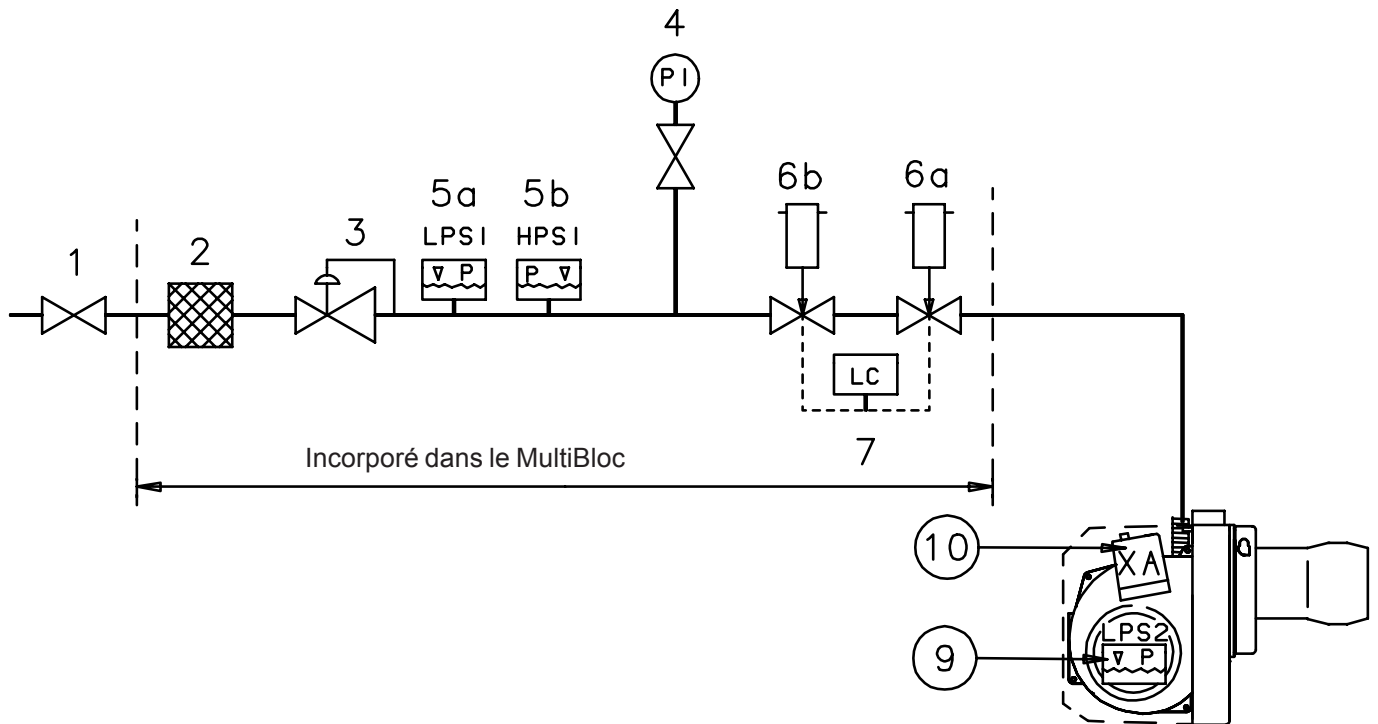 4
PI
6b
6a
5a
5b
LPS1
HPS1
3
1
2
P
P
LC
7
Incorporé dans le MultiBloc
10
XA
LPS2
9
P